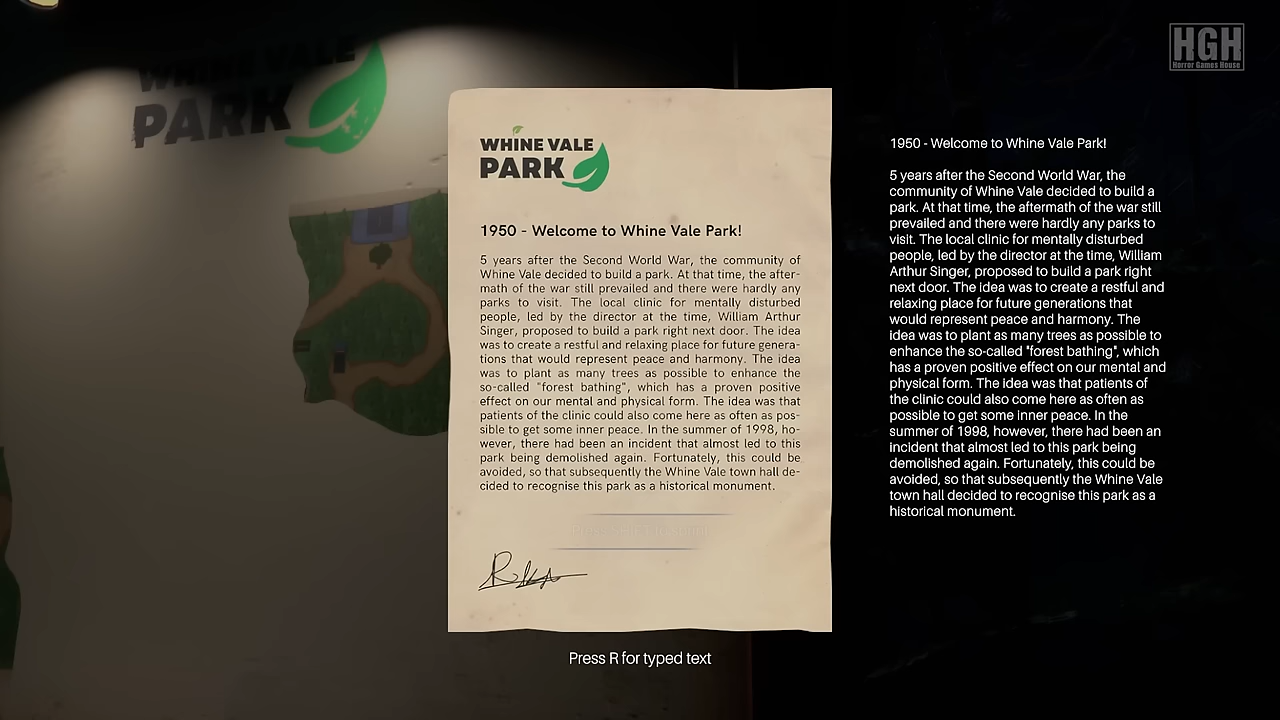 WHINE VALE
PARK
HGH
Horror Games House
WHINE VALE
PARK
1950 - Welcome to Whine Vale Park!
5 years after the Second World War, the community of
Whine Vale decided to build a park. At that time, the after-
math of the war still prevailed and there were hardly any
parks to visit. The local clinic for mentally disturbed
people, led by the director at the time, William Arthur
Singer, proposed to build a park right next door. The idea
was to create a restful and relaxing place for future genera-
tions that would represent peace and harmony. The idea
was to plant as many trees as possible to enhance the
so-called "forest bathing", which has a proven positive
effect on our mental and physical form. The idea was that
patients of the clinic could also come here as often as pos-
sible to get some inner peace. In the summer of 1998, ho-
wever, there had been an incident that almost led to this
park being demolished again. Fortunately, this could be
avoided, so that subsequently the Whine Vale town hall de-
cided to recognise this park as a historical monument.
Press R for typed text
1950 - Welcome to Whine Vale Park!
5 years after the Second World War, the
community of Whine Vale decided to build a
park. At that time, the aftermath of the war still
prevailed and there were hardly any parks to
visit. The local clinic for mentally disturbed
people, led by the director at the time, William
Arthur Singer, proposed to build a park right
next door. The idea was to create a restful and
relaxing place for future generations that
would represent peace and harmony. The
idea was to plant as many trees as possible to
enhance the so-called "forest bathing", which
has a proven positive effect on our mental and
physical form. The idea was that patients of
the clinic could also come here as often as
possible to get some inner peace. In the
summer of 1998, however, there had been an
incident that almost led to this park being
demolished again. Fortunately, this could be
avoided, so that subsequently the Whine Vale
town hall decided to recognise this park as a
historical monument.